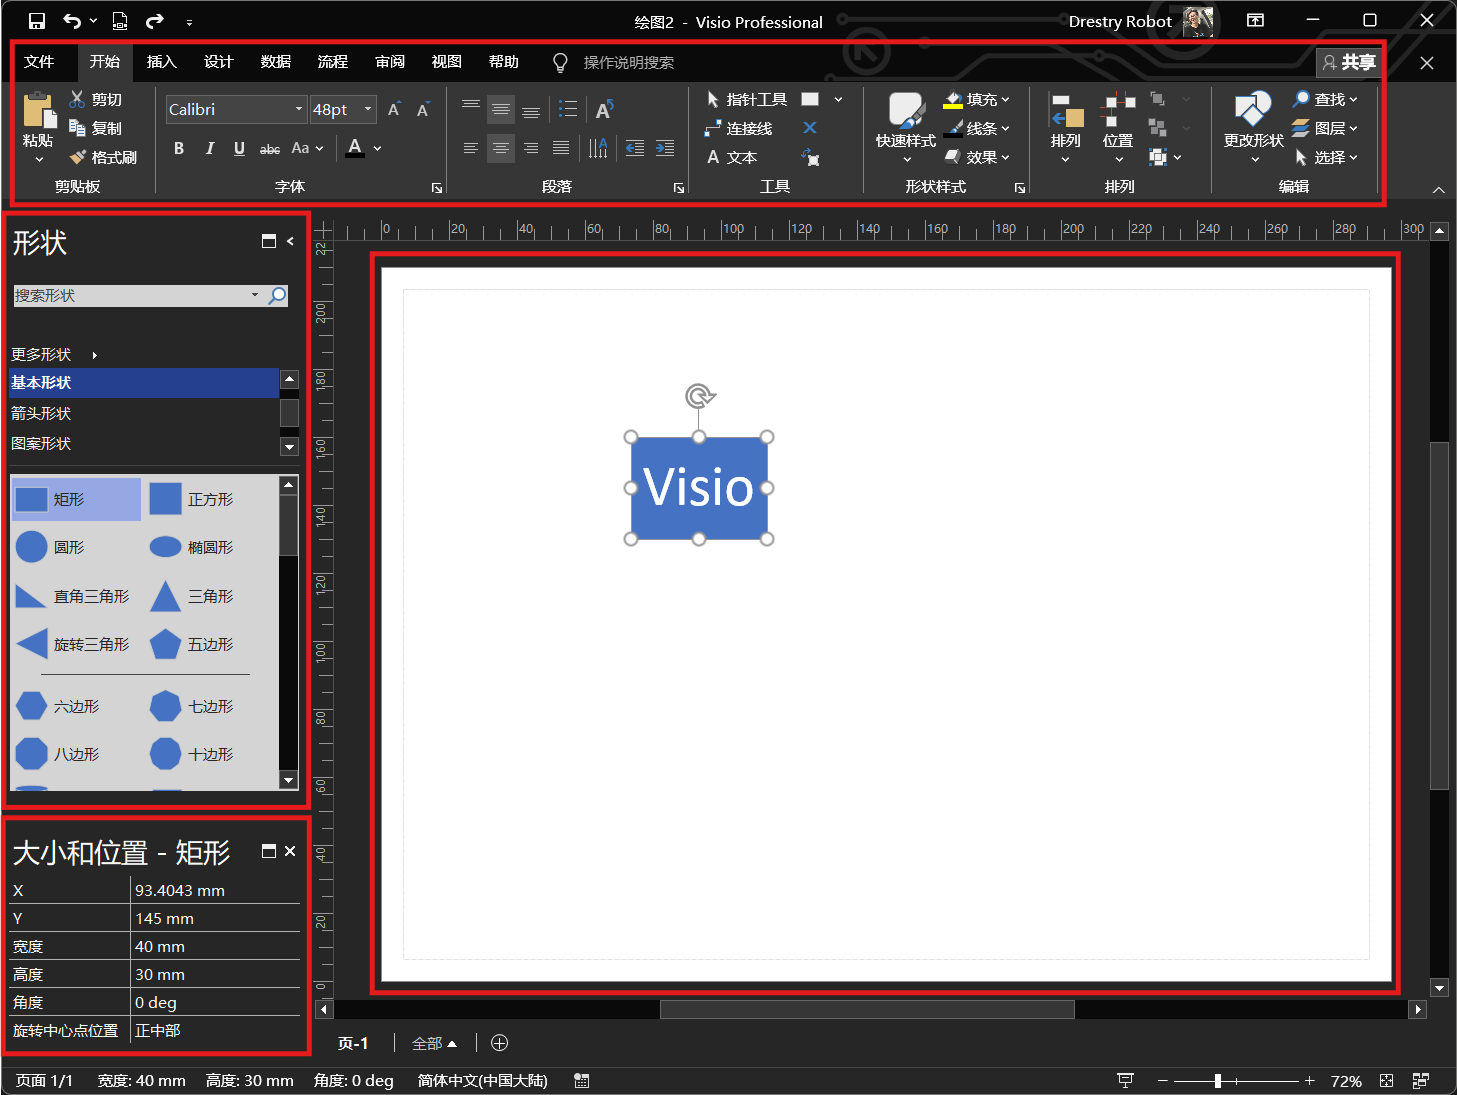 绘图2 - Visio Professional
Drestry Robot
文件 开始 插入 设计 数据 流程 审阅 视图 帮助 操作说明搜索 共享
粘贴 剪切 复制 格式刷
剪贴板
Calibri 48pt A A
B I U abc Aa A
字体
A
段落
指针工具
连接线
A 文本
工具
快速样式 填充 线条 效果
形状样式
排列 位置
排列
更改形状 查找 图层 选择
编辑
形状
搜索形状
更多形状
基本形状
箭头形状
图案形状
矩形 正方形
圆形 椭圆形
直角三角形 三角形
旋转三角形 五边形
六边形 七边形
八边形 十边形
大小和位置 - 矩形
X 93.4043 mm
Y 145 mm
宽度 40 mm
高度 30 mm
角度 0 deg
旋转中心点位置 正中部
0 20 40 60 80 100 120 140 160 180 200 220 240 260 280 300
22
200
180
160
140
120
100
80
60
40
20
0
Visio
页-1 全部
页面 1/1 宽度: 40 mm 高度: 30 mm 角度: 0 deg 简体中文(中国大陆) 72%